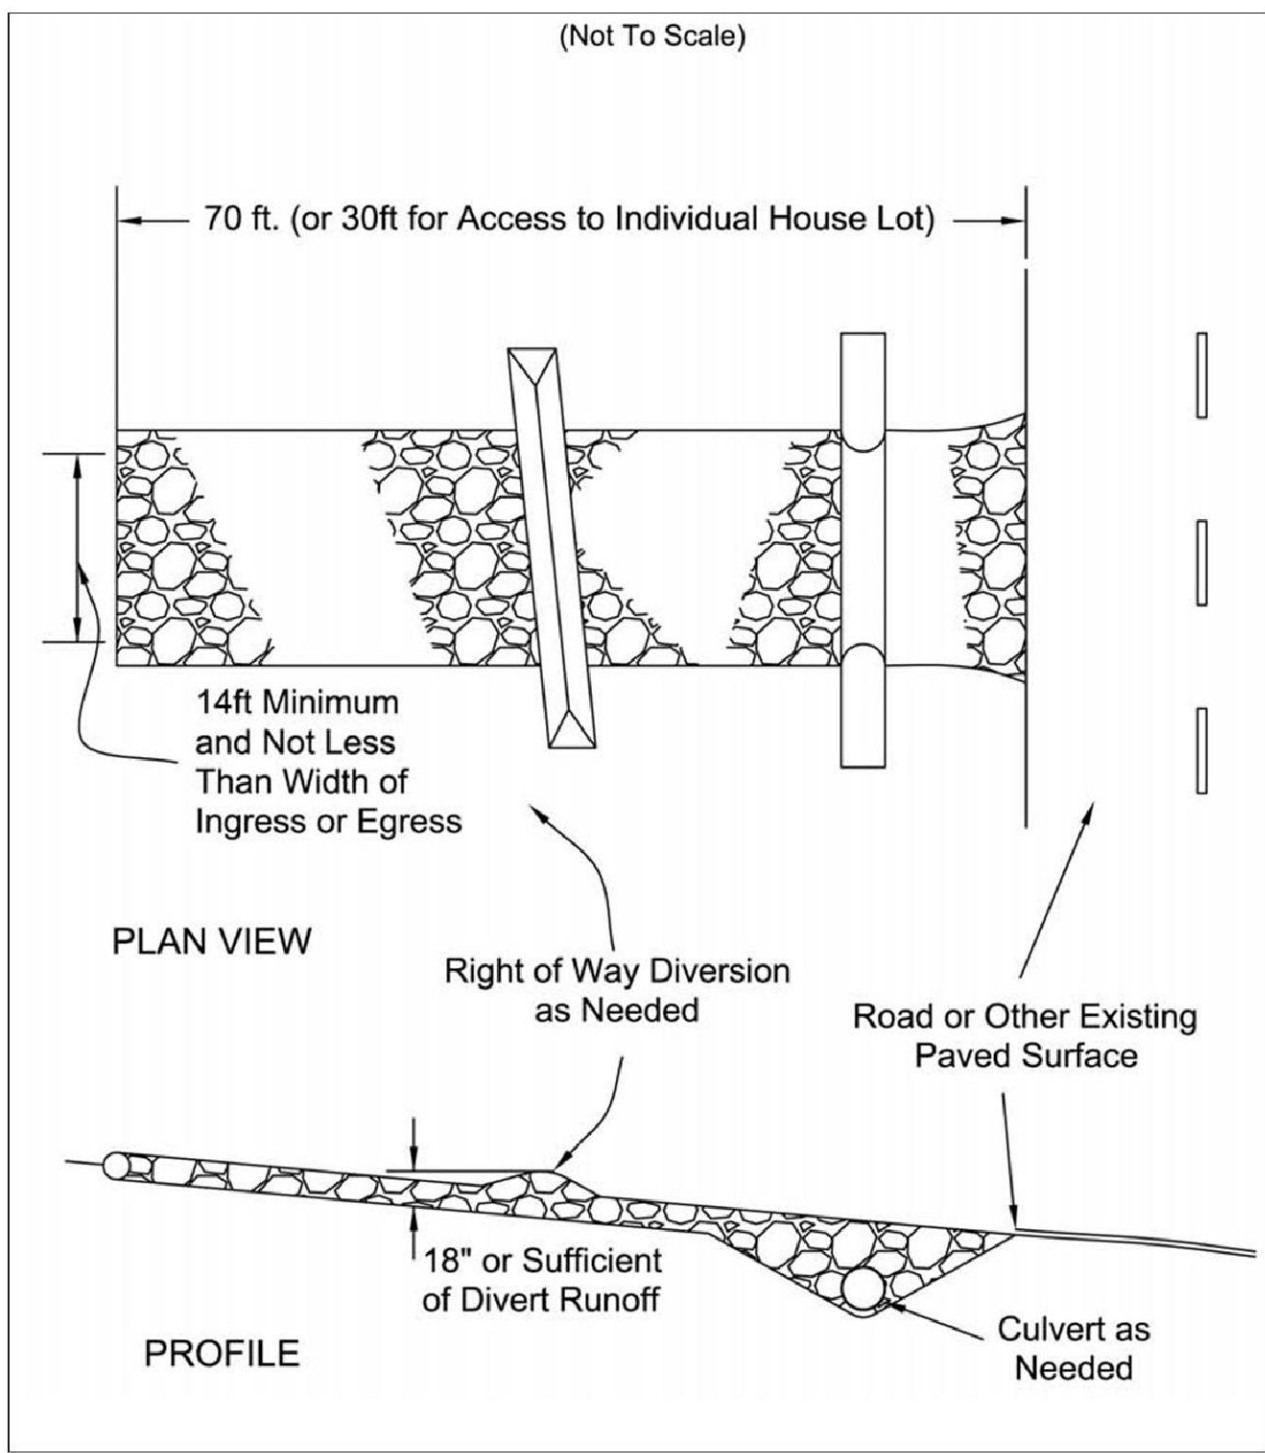 (Not To Scale)
70 ft. (or 30ft for Access to Individual House Lot)
14ft Minimum
and Not Less
Than Width of
Ingress or Egress
PLAN VIEW
Right of Way Diversion
as Needed
Road or Other Existing
Paved Surface
18" or Sufficient
of Divert Runoff
Culvert as
Needed
PROFILE